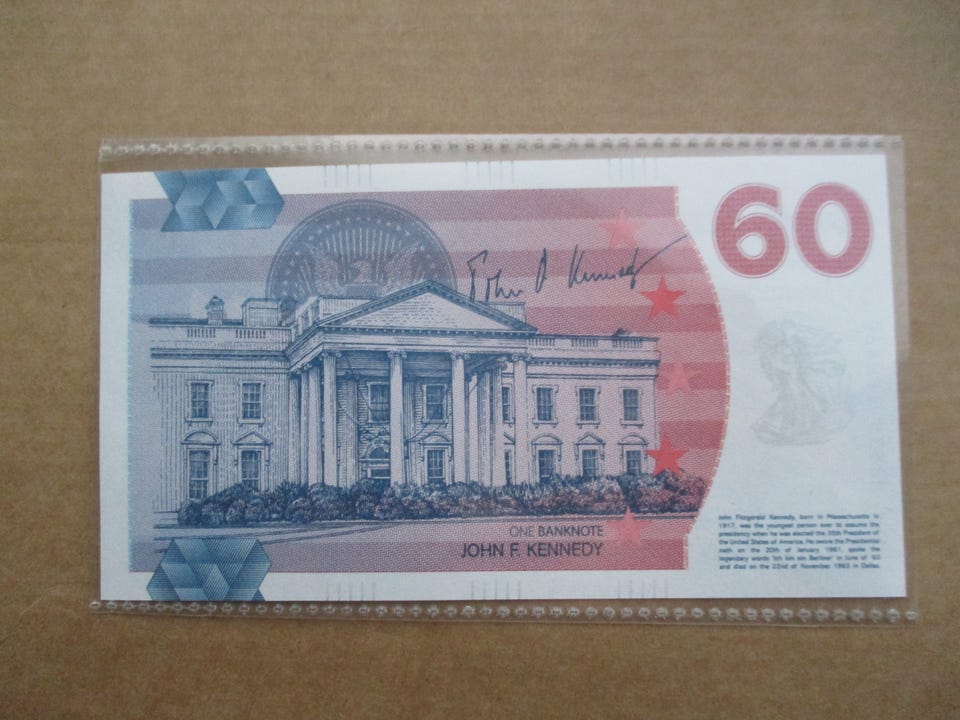 60
John F Kennedy
ONE BANKNOTE
JOHN F. KENNEDY
John Fitzgerald Kennedy, born in Massachusetts in
1917, was the youngest person ever to assume the
presidency when he was elected the 35th President of
the United States of America. He swore the Presidential
oath on the 20th of January 1961, spoke the
legendary words 'Ich bin ein Berliner' in June of '63
and died on the 22nd of November 1963 in Dallas.